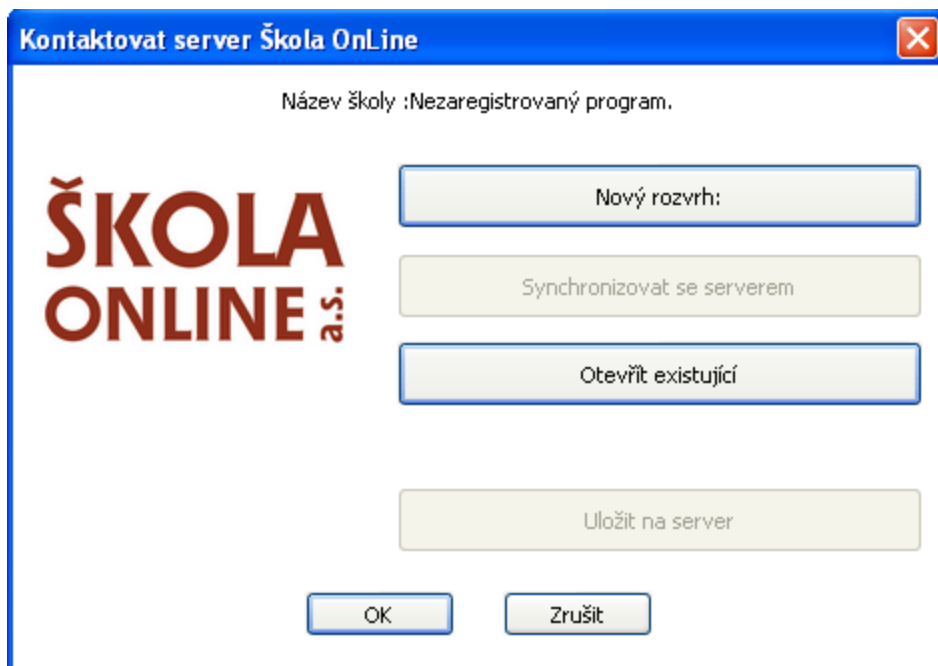 Kontaktovat server Škola OnLine
Název školy :Nezaregistrovaný program.
ŠKOLA
ONLINE a.s.
Nový rozvrh:
Synchronizovat se serverem
Otevřít existující
Uložit na server
OK
Zrušit